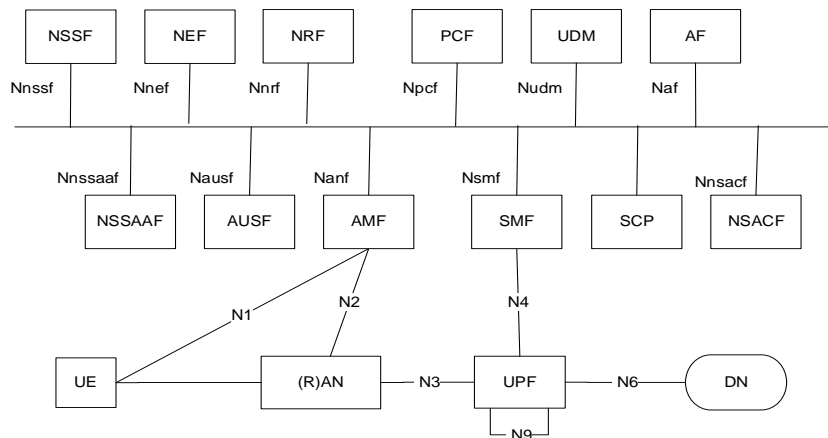 NSSF NEF NRF PCF UDM AF
Nnssf Nnef Nnrf Npcf Nudm Naf
Nnssaaf Nausf Nanf Nsmf Nnsacf
NSSAAF AUSF AMF SMF SCP NSACF
N1 N2 N4
UE (R)AN N3 UPF N6 DN
N9